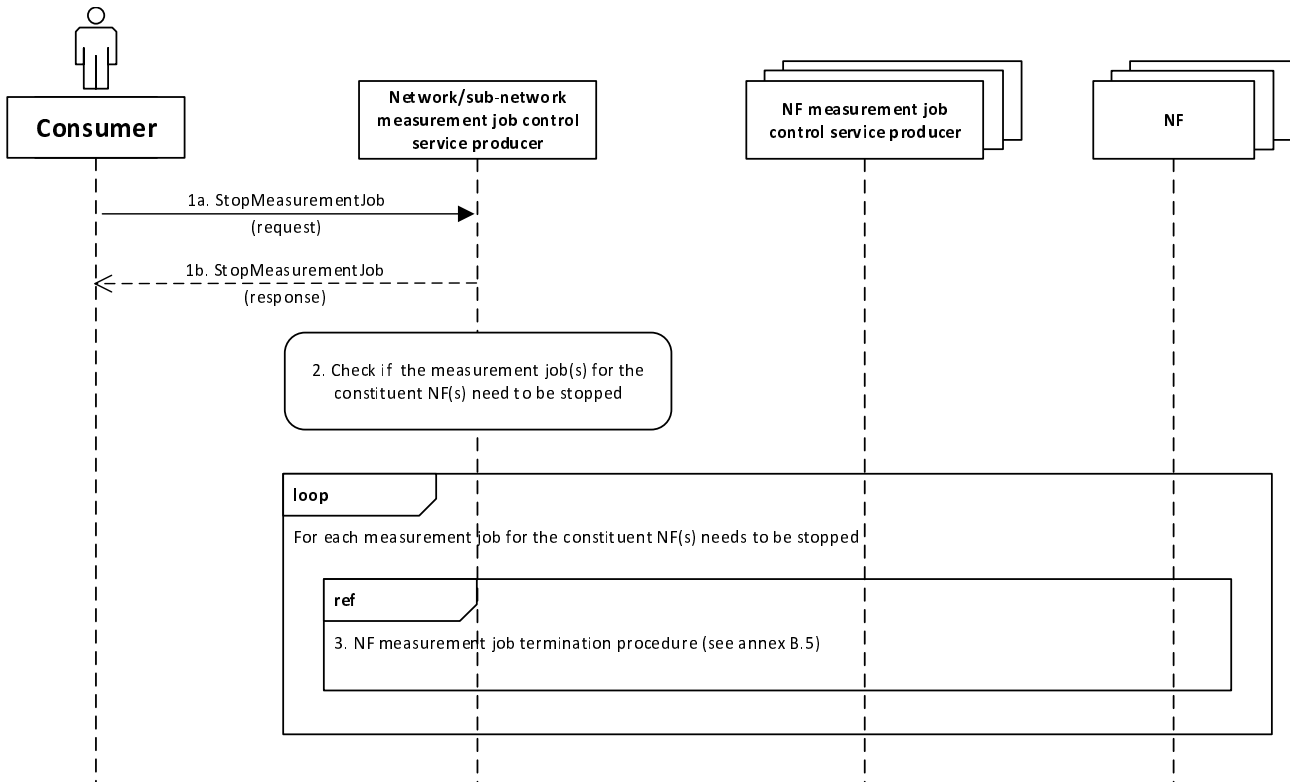 Consumer
Network/sub-network
measurement job control
service producer
NF measurement job
control service producer
NF
1a. StopMeasurementJob
(request)
1b. StopMeasurementJob
(response)
2. Check if the measurement job(s) for the
constituent NF(s) need to be stopped
loop
For each measurement job for the constituent NF(s) needs to be stopped
ref
3. NF measurement job termination procedure (see annex B.5)